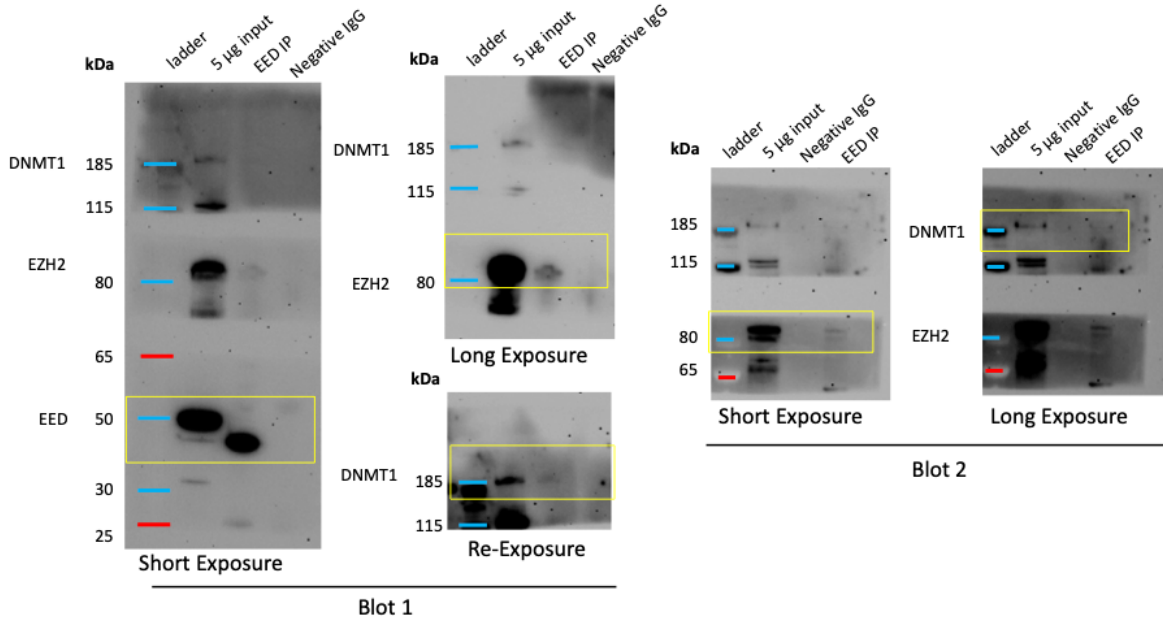 kDa
ladder
5 µg input
EED IP
Negative IgG
DNMT1
185
115
EZH2
80
65
EED
50
30
25
Short Exposure
kDa
ladder
5 µg input
EED IP
Negative IgG
DNMT1
185
115
EZH2
80
Long Exposure
kDa
DNMT1
185
115
Re-Exposure
Blot 1
kDa
ladder
5 µg input
Negative IgG
EED IP
185
115
80
65
Short Exposure
ladder
5 µg input
Negative IgG
EED IP
DNMT1
EZH2
Long Exposure
Blot 2